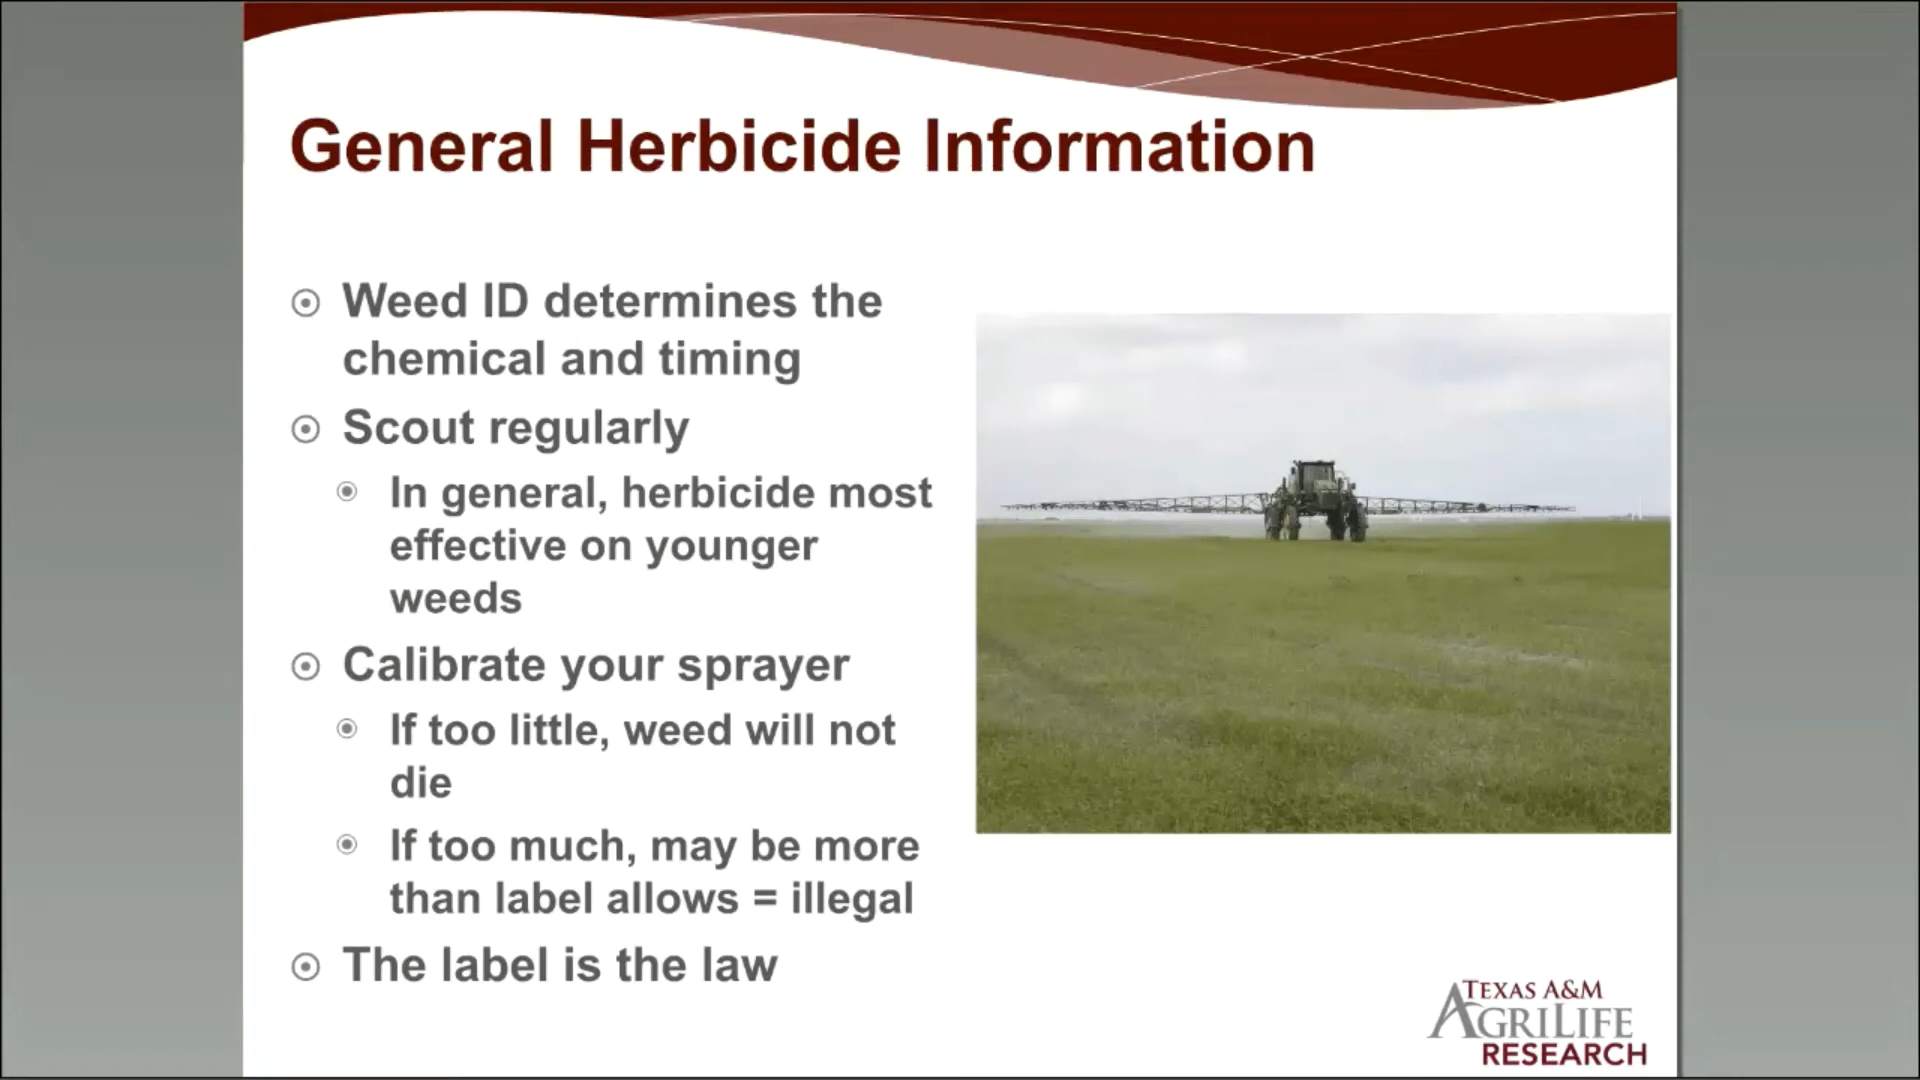 General Herbicide Information
Weed ID determines the
chemical and timing
Scout regularly
In general, herbicide most
effective on younger
weeds
Calibrate your sprayer
If too little, weed will not
die
If too much, may be more
than label allows = illegal
The label is the law
TEXAS A&M
AGRILIFE
RESEARCH